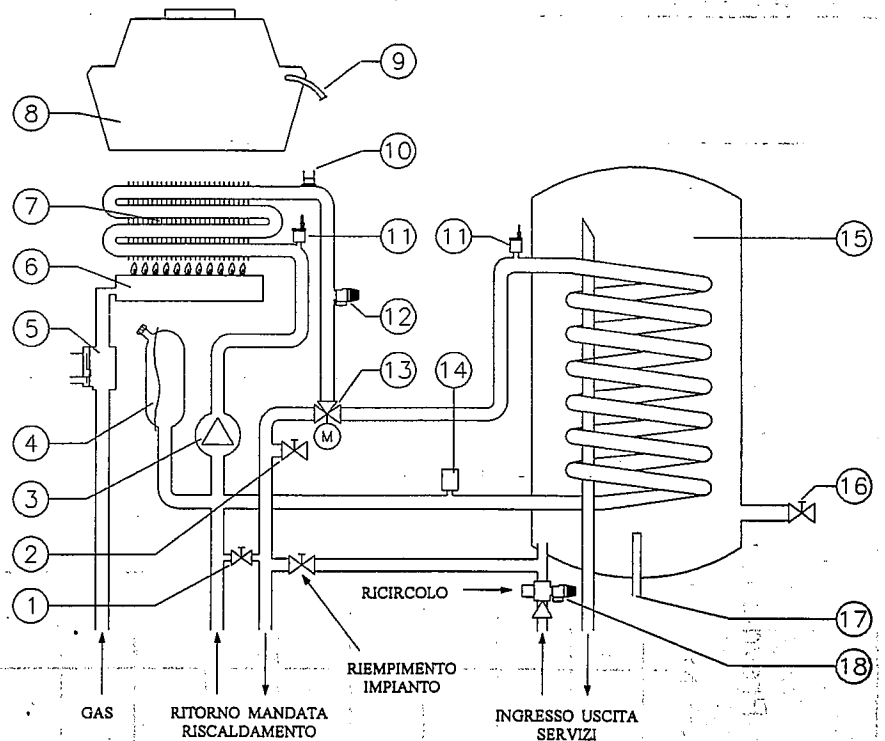 9
8
10
7
11
11
15
6
12
5
13
14
4
M
3
16
2
1
RICIRCOLO
17
18
RIEMPIMENTO
IMPIANTO
GAS
RITORNO MANDATA
RISCALDAMENTO
INGRESSO USCITA
SERVIZI